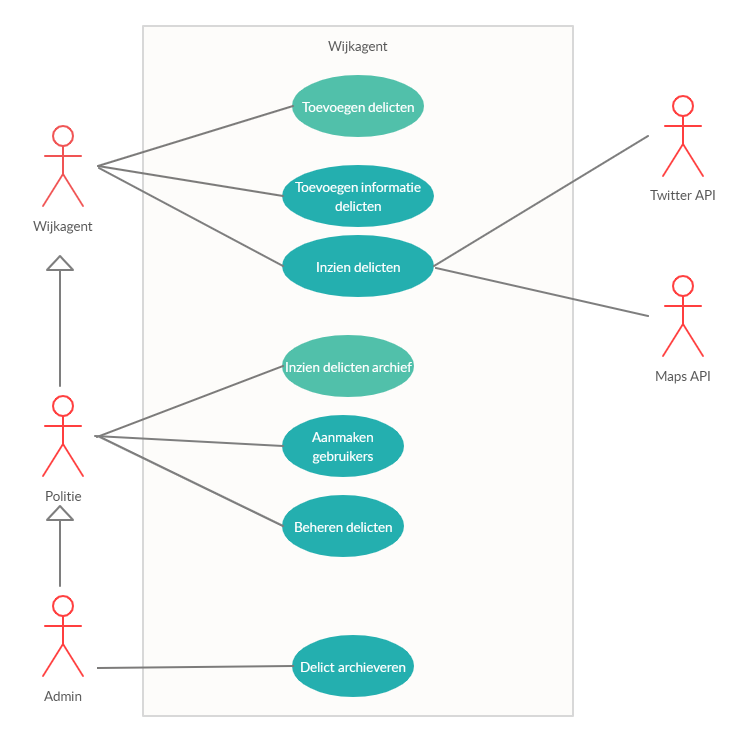 Wijkagent
Toevoegen delicten
Toevoegen informatie
delicten
Inzien delicten
Inzien delicten archief
Aanmaken
gebruikers
Beheren delicten
Delict archieveren
Wijkagent
Politie
Admin
Twitter API
Maps API